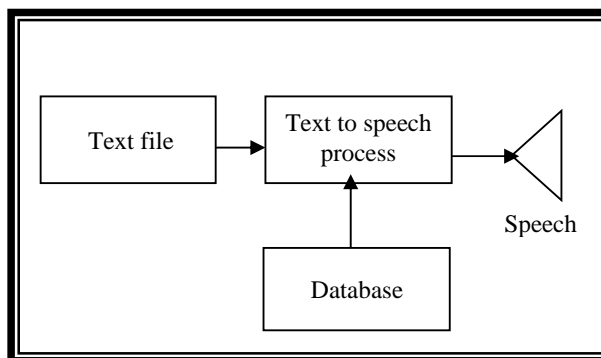 Text file
Text to speech
process
Speech
Database